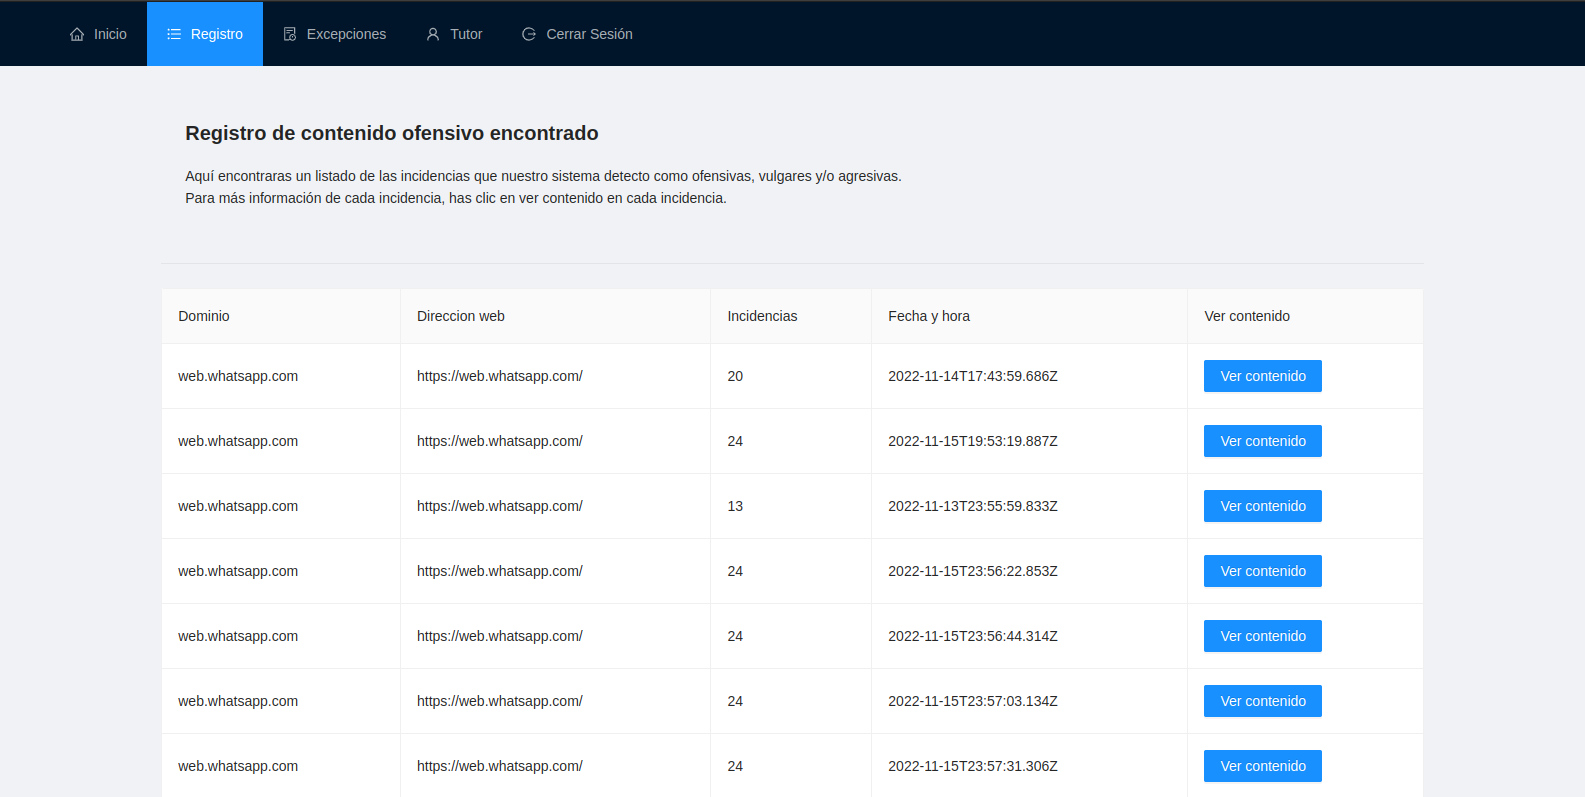 Inicio Registro Excepciones Tutor Cerrar Sesión
Registro de contenido ofensivo encontrado
Aquí encontraras un listado de las incidencias que nuestro sistema detecto como ofensivas, vulgares y/o agresivas.
Para más información de cada incidencia, has clic en ver contenido en cada incidencia.
Dominio Direccion web Incidencias Fecha y hora Ver contenido
web.whatsapp.com https://web.whatsapp.com/ 20 2022-11-14T17:43:59.686Z Ver contenido
web.whatsapp.com https://web.whatsapp.com/ 24 2022-11-15T19:53:19.887Z Ver contenido
web.whatsapp.com https://web.whatsapp.com/ 13 2022-11-13T23:55:59.833Z Ver contenido
web.whatsapp.com https://web.whatsapp.com/ 24 2022-11-15T23:56:22.853Z Ver contenido
web.whatsapp.com https://web.whatsapp.com/ 24 2022-11-15T23:56:44.314Z Ver contenido
web.whatsapp.com https://web.whatsapp.com/ 24 2022-11-15T23:57:03.134Z Ver contenido
web.whatsapp.com https://web.whatsapp.com/ 24 2022-11-15T23:57:31.306Z Ver contenido